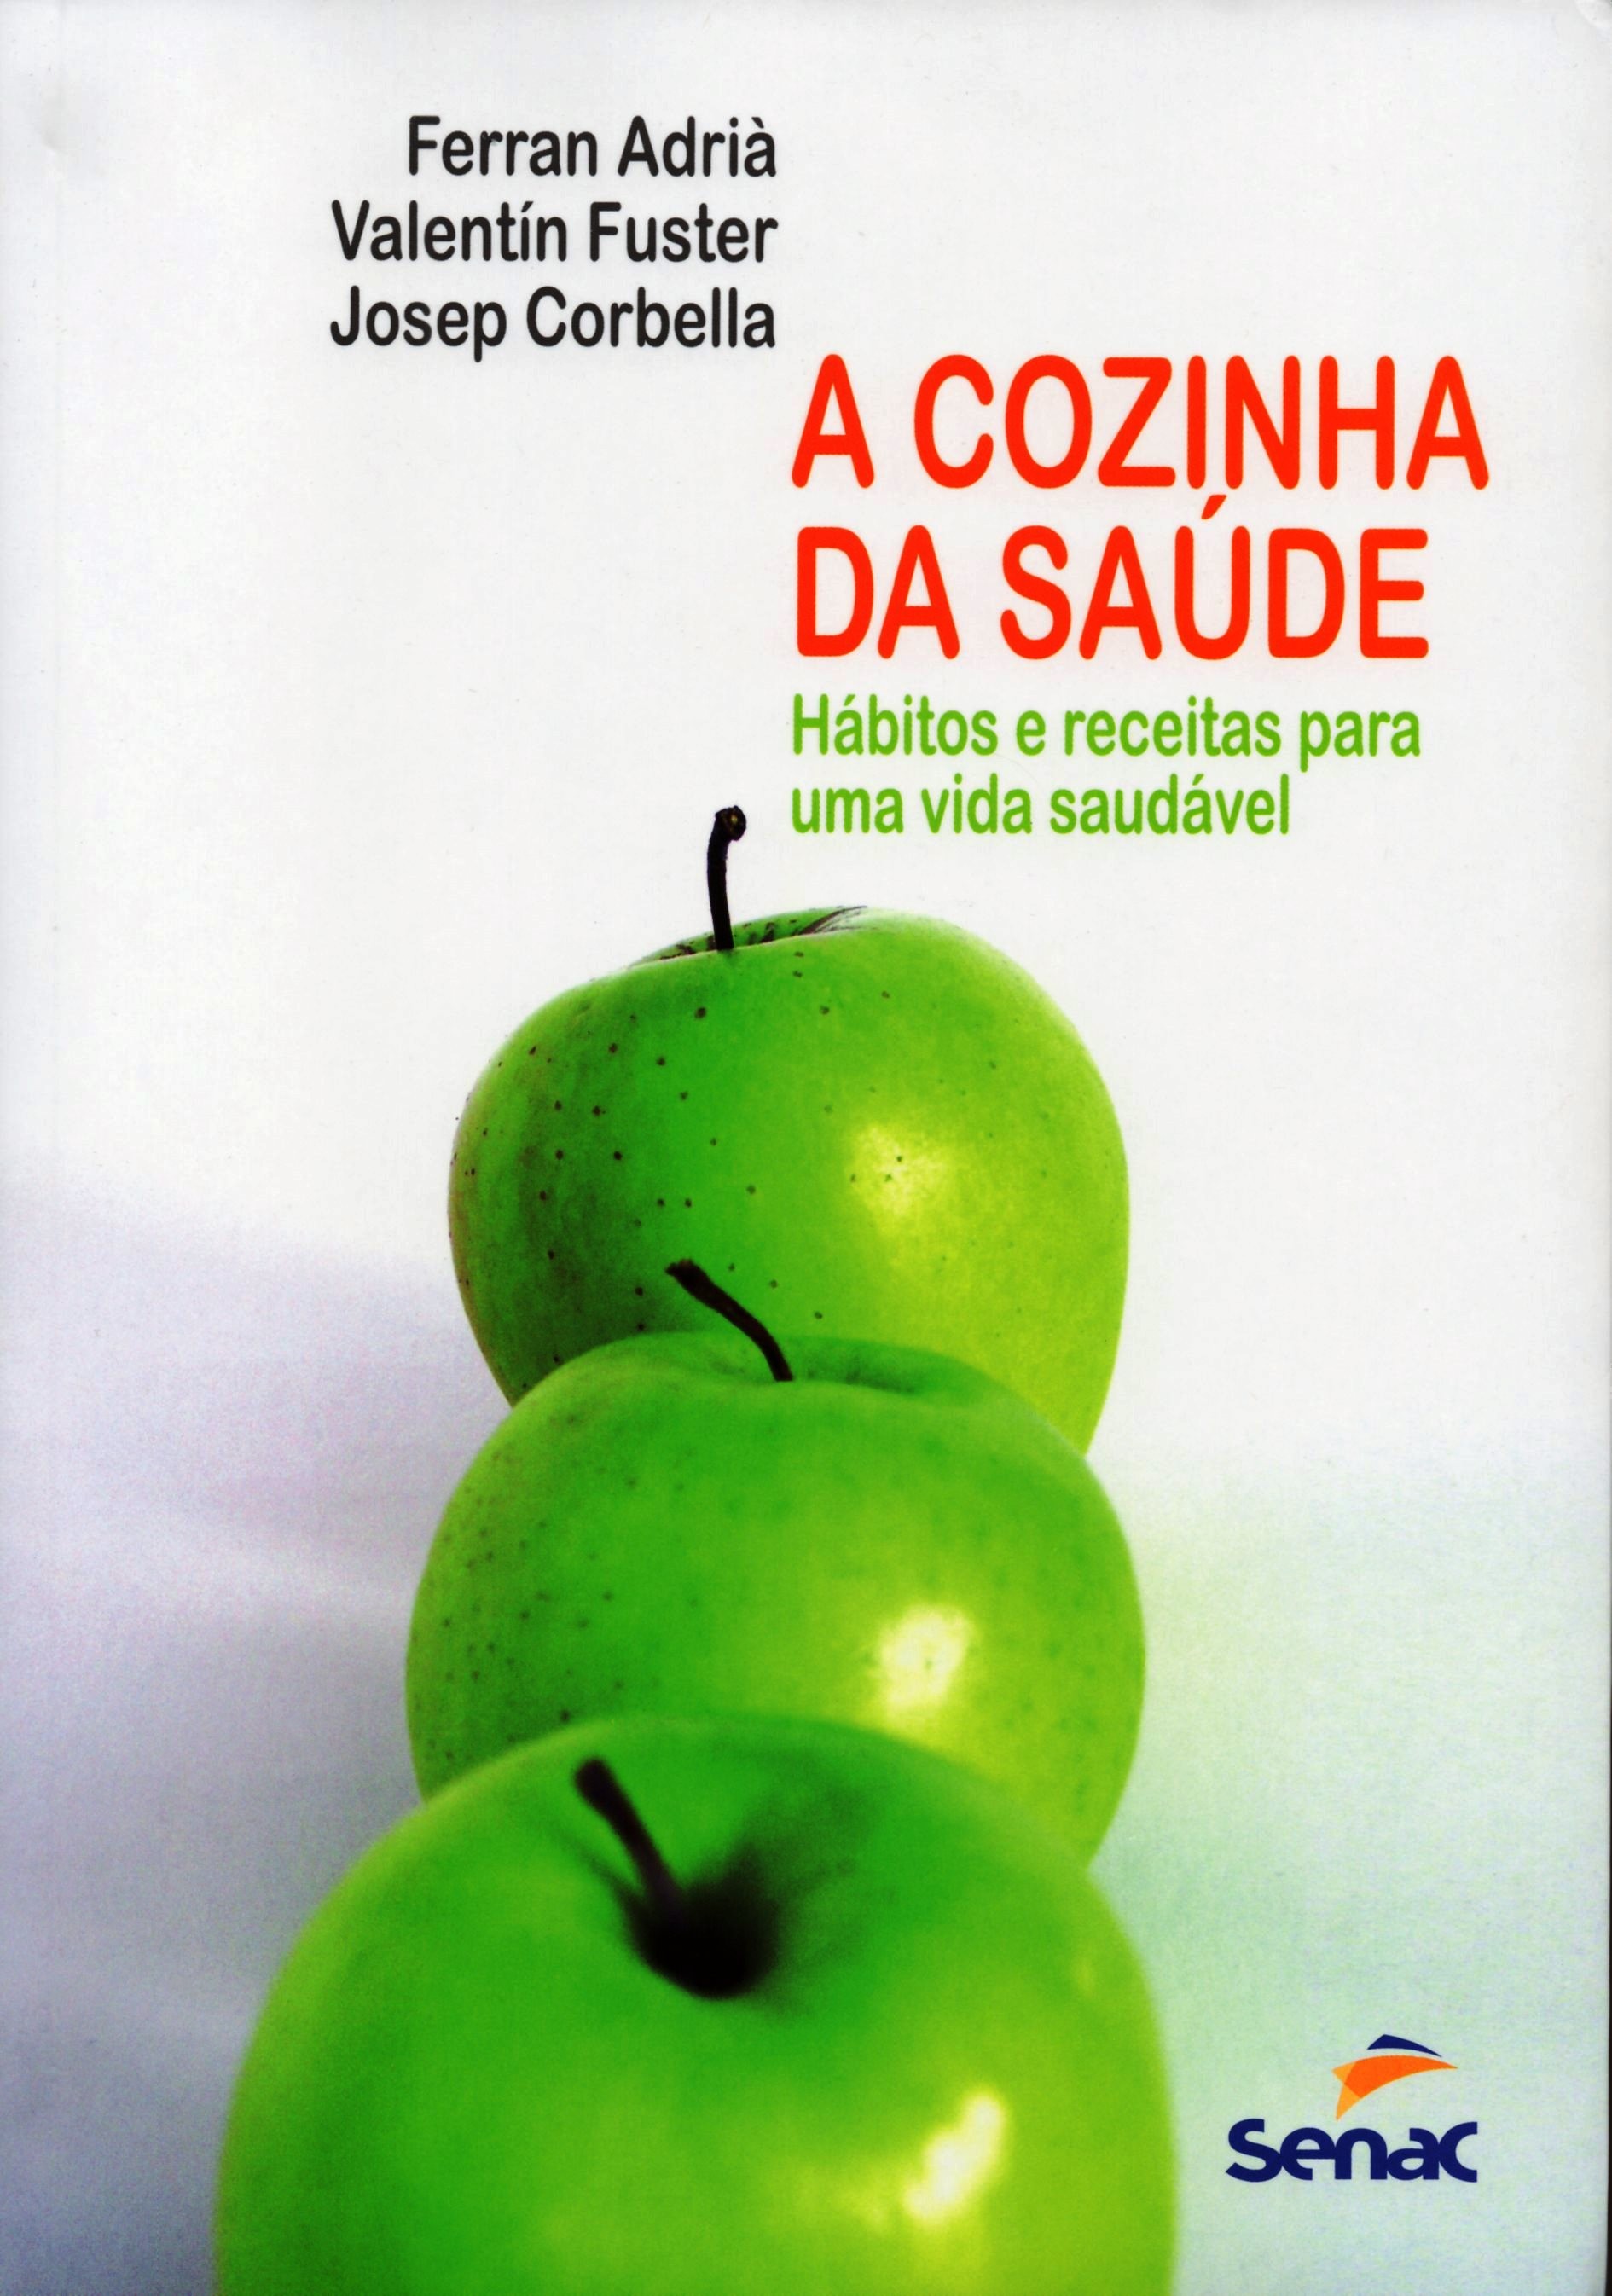 Ferran Adrià
Valentín Fuster
Josep Corbella
A COZINHA
DA SAÚDE
Hábitos e receitas para
uma vida saudável
senac